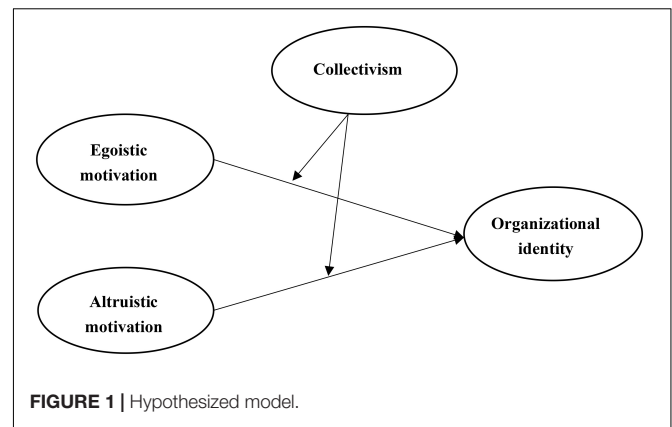 Collectivism
Egoistic
motivation
Organizational
identity
Altruistic
motivation
FIGURE 1 | Hypothesized model.